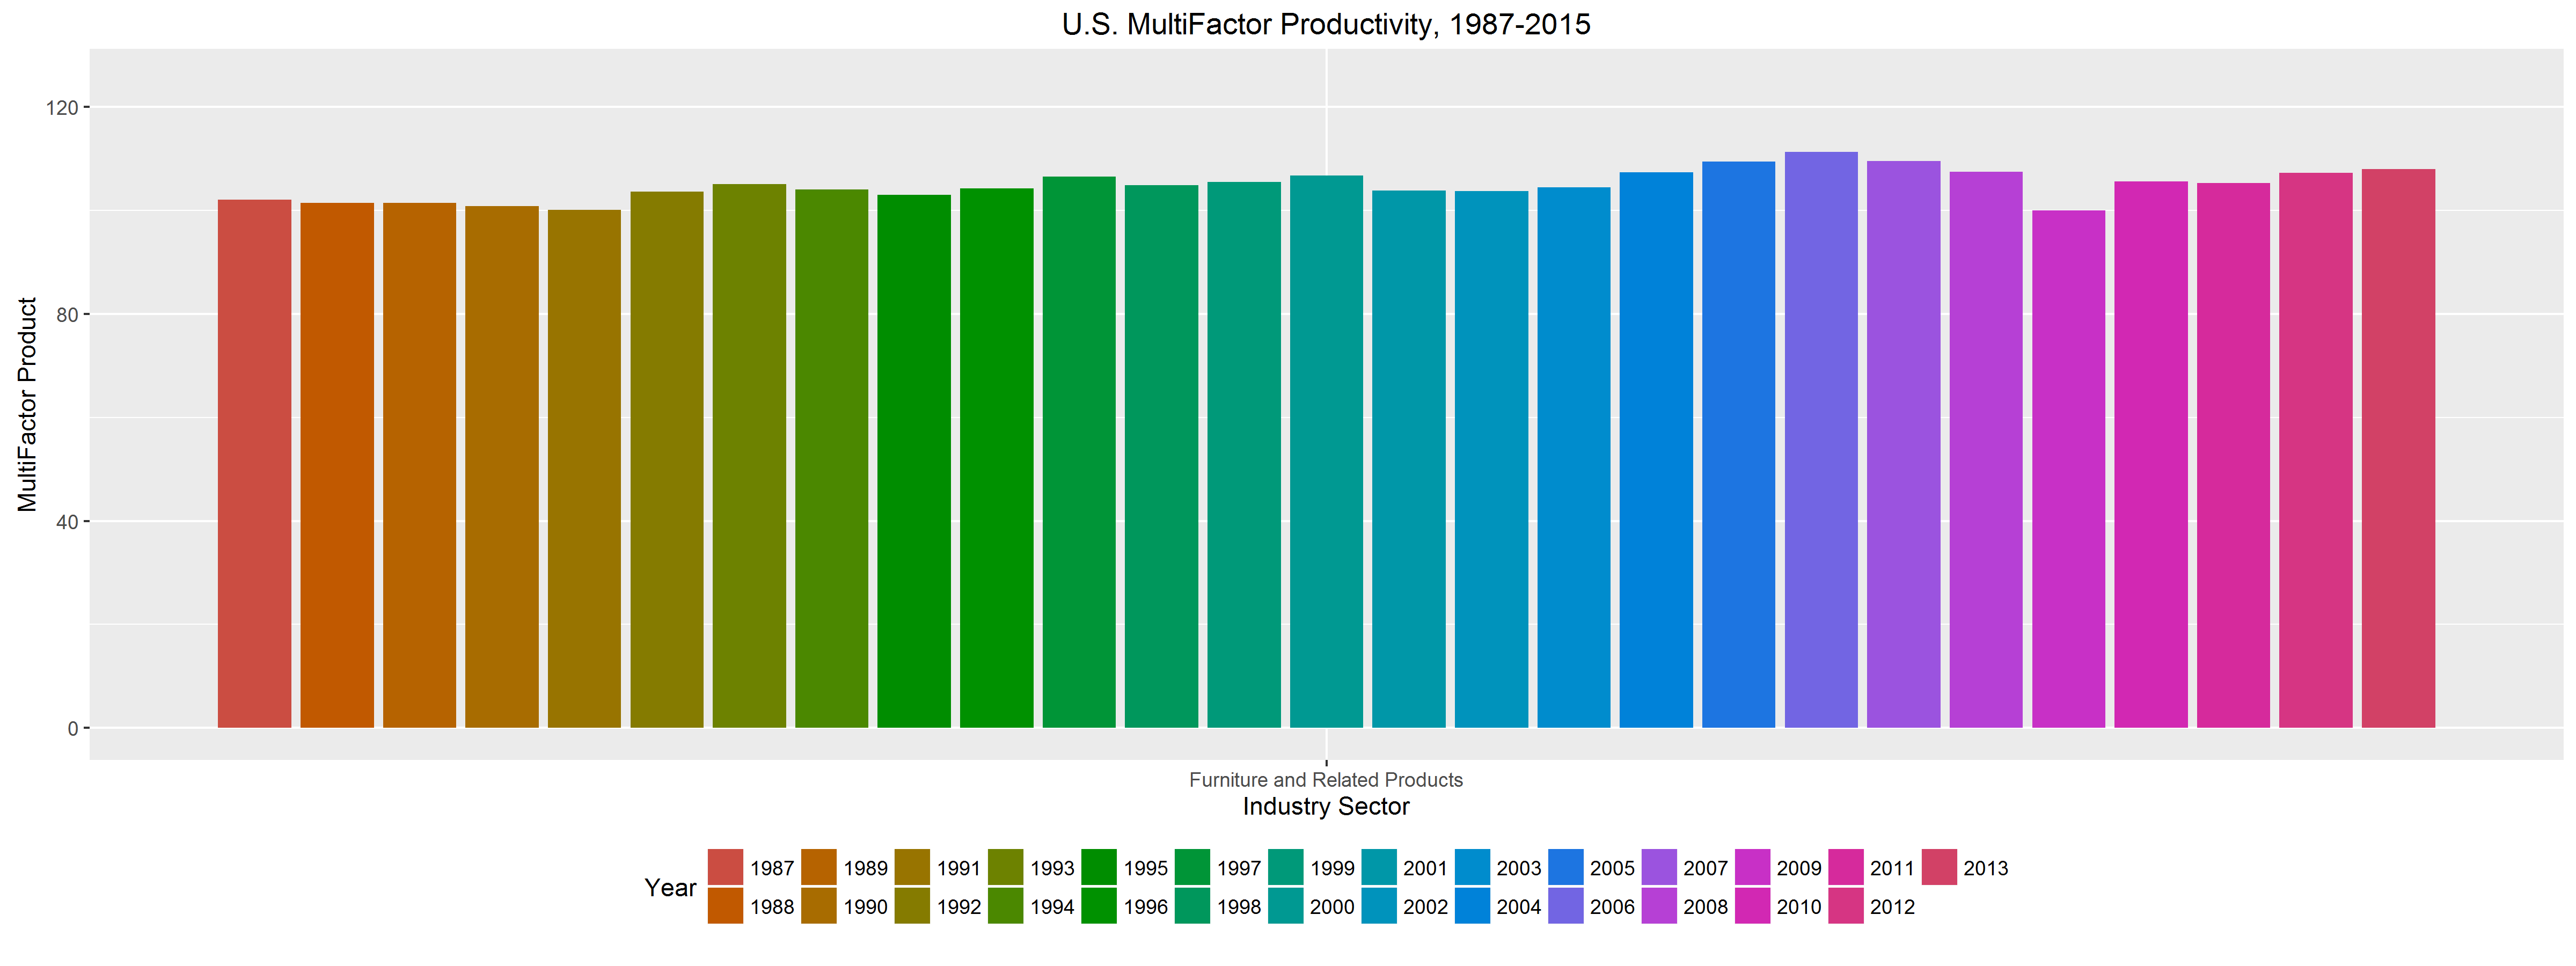 U.S. MultiFactor Productivity, 1987-2015
MultiFactor Product
120
80
40
0
Furniture and Related Products
Industry Sector
Year
1987 1989 1991 1993 1995 1997 1999 2001 2003 2005 2007 2009 2011 2013
1988 1990 1992 1994 1996 1998 2000 2002 2004 2006 2008 2010 2012